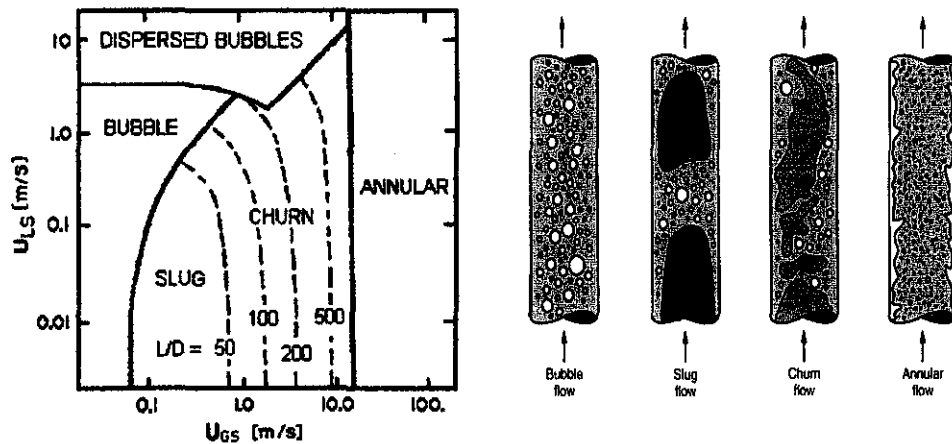 10
DISPERSED BUBBLES
BUBBLE
1.0
ANNULAR
CHURN
0.1
SLUG
0.01
100
500
L/D = 50
200
0.1
1.0
10.0
100.
U_LS [m/s]
U_GS [m/s]
Bubble
flow
Slug
flow
Churn
flow
Annular
flow